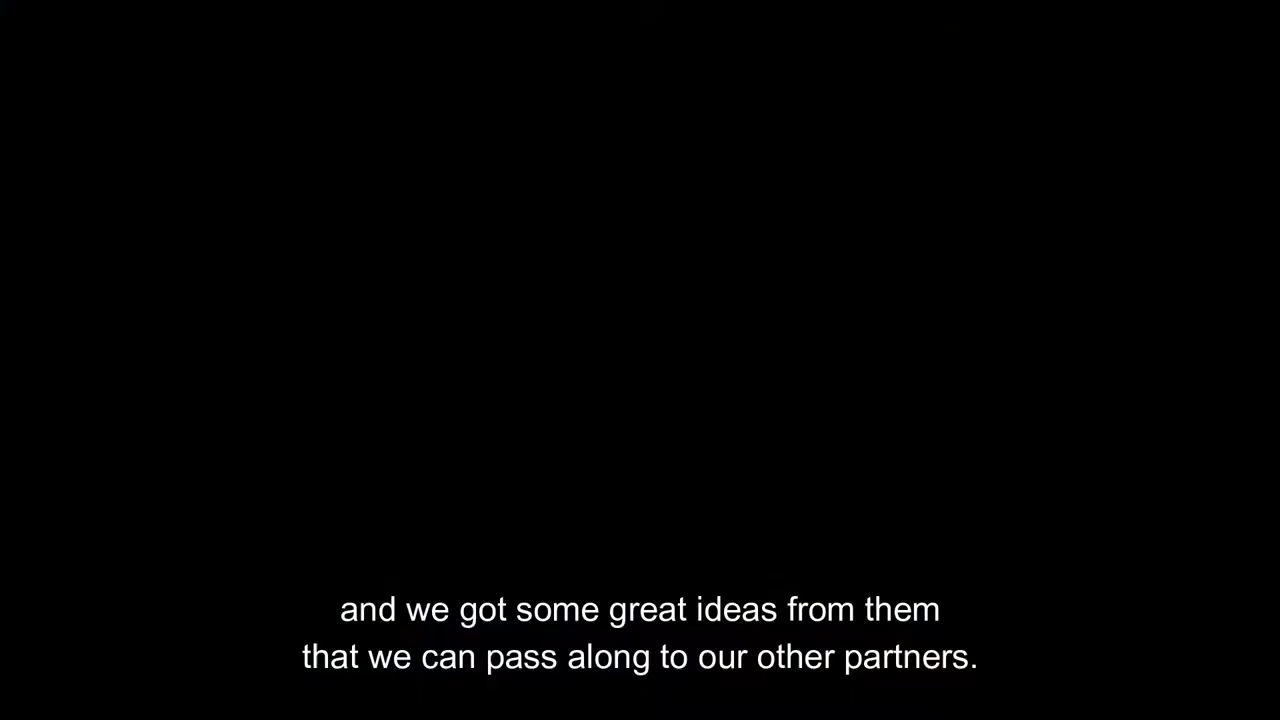 and we got some great ideas from them
that we can pass along to our other partners.